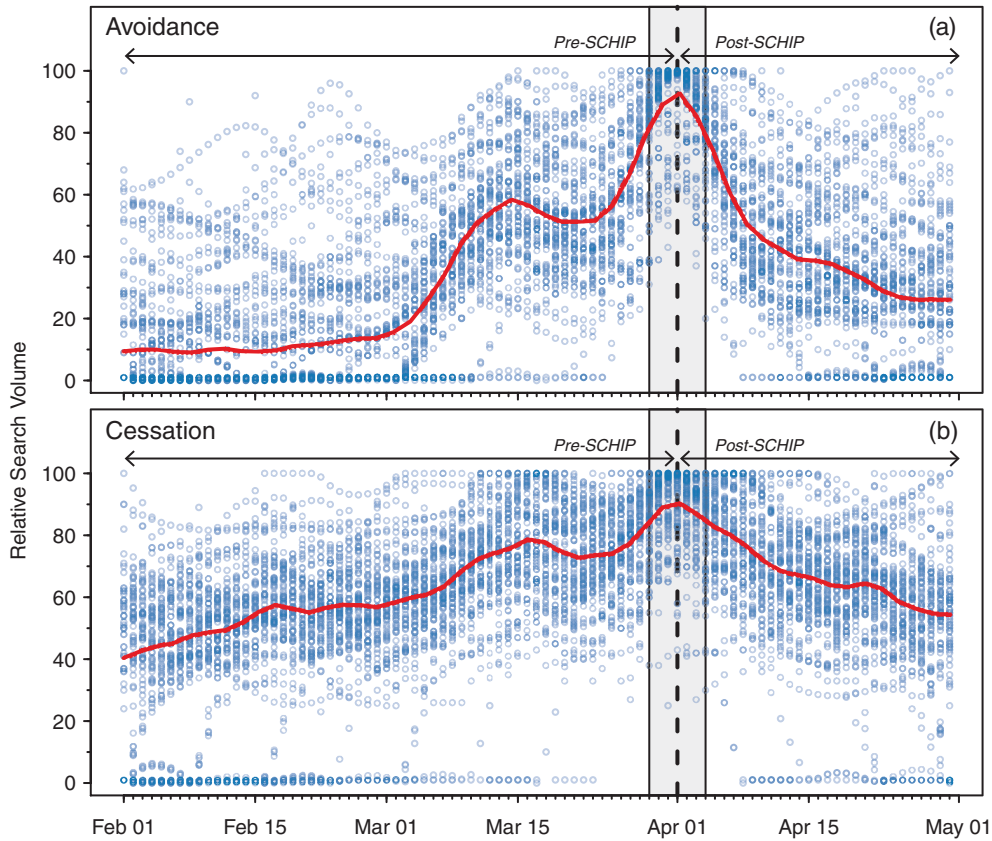 Avoidance
(a)
Pre-SCHIP
Post-SCHIP
100
80
60
40
20
0
Relative Search Volume
Cessation
(b)
Pre-SCHIP
Post-SCHIP
100
80
60
40
20
0
Feb 01 Feb 15 Mar 01 Mar 15 Apr 01 Apr 15 May 01